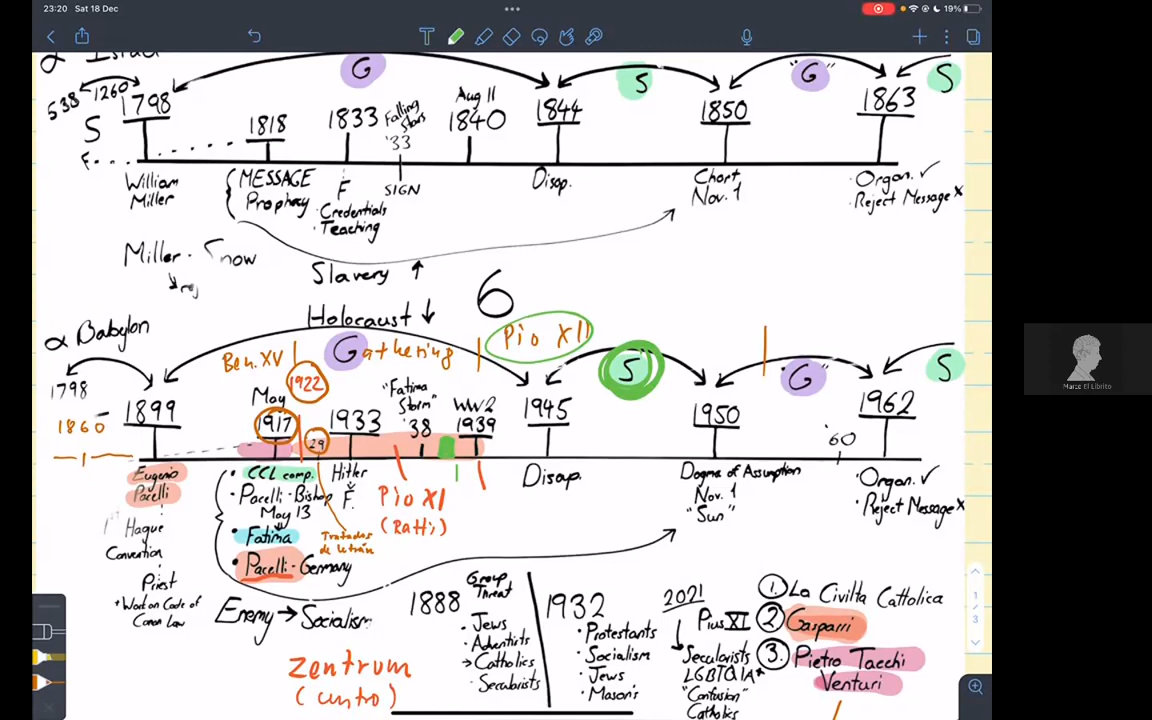 23:20 Sat 18 Dec
19%
α Israel
538 1260 1798
G
S
"G"
S
S
1818
1833
Falling Stars '33
Aug 11
1840
1844
1850
1863
F
William Miller
MESSAGE
Prophecy
F
· Credentials
· Teaching
SIGN
Disap.
Chart
Nov. 1
Organ. ✓
· Reject Message X
Miller · Snow
Slavery ↑
6
Holocaust ↓
α Babylon
Ben. XV
Gathering
Pio XII
S
"G"
S
1798
1860
1899
May
1917
1922
29
1933
"Fatima Storm"
'38
WW2
1939
1945
1950
'60
1962
Eugenio Pacelli
Hague Convention
Priest
+ Work on Code of Canon Law
· CCL comp.
· Pacelli - Bishop
May 13
· Fatima
· Pacelli - Germany
Hitler
F.
Tratados de letrán
Pio XI
(Ratti)
Disap.
Dogma of Assumption
Nov. 1
"Sun"
· Organ. ✓
· Reject Message X
Enemy → Socialism
Zentrum
(centro)
1888
Group Threat
· Jews
· Adventists
→ Catholics
· Secularists
1932
· Protestants
· Socialism
· Jews
· Mason's
2021
Pius XI
Secularists
LGBTQIA+
"Confusion"
Catholics
1. La Civilta Cattolica
2. Gasparri
3. Pietro Tacchi Venturi
1
3
Marco El Librito